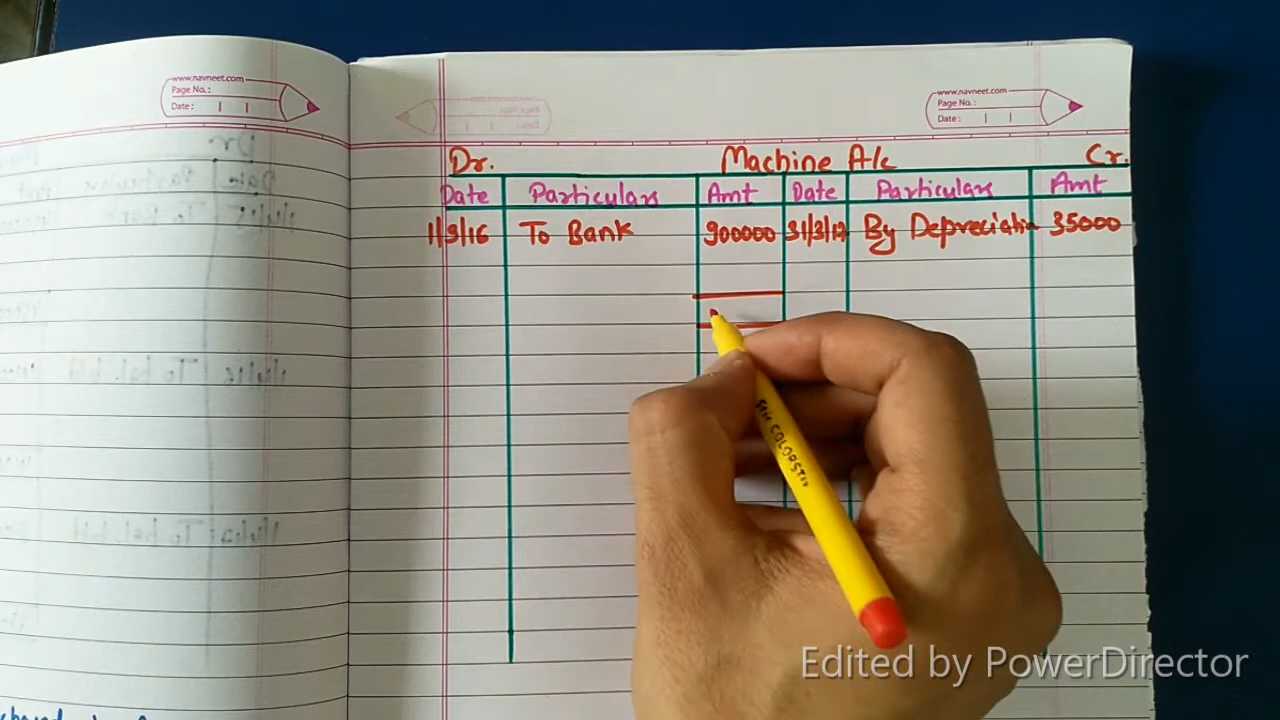 www.navneet.com
Page No.:
Date:
www.navneet.com
Page No.:
Date:
Dr. Machine A/c Cr.
Date Particulars Amt Date Particulars Amt
1/3/16 To Bank 900000 31/3/17 By Depreciation 35000
Edited by PowerDirector